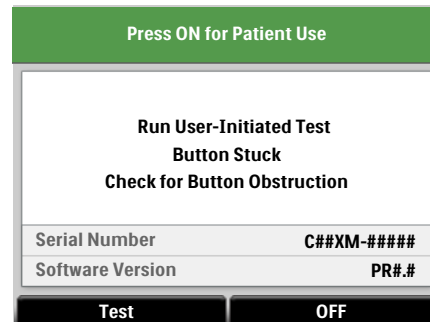 Press ON for Patient Use
Run User-Initiated Test
Button Stuck
Check for Button Obstruction
Serial Number C##XM-#####
Software Version PR#.#
Test OFF